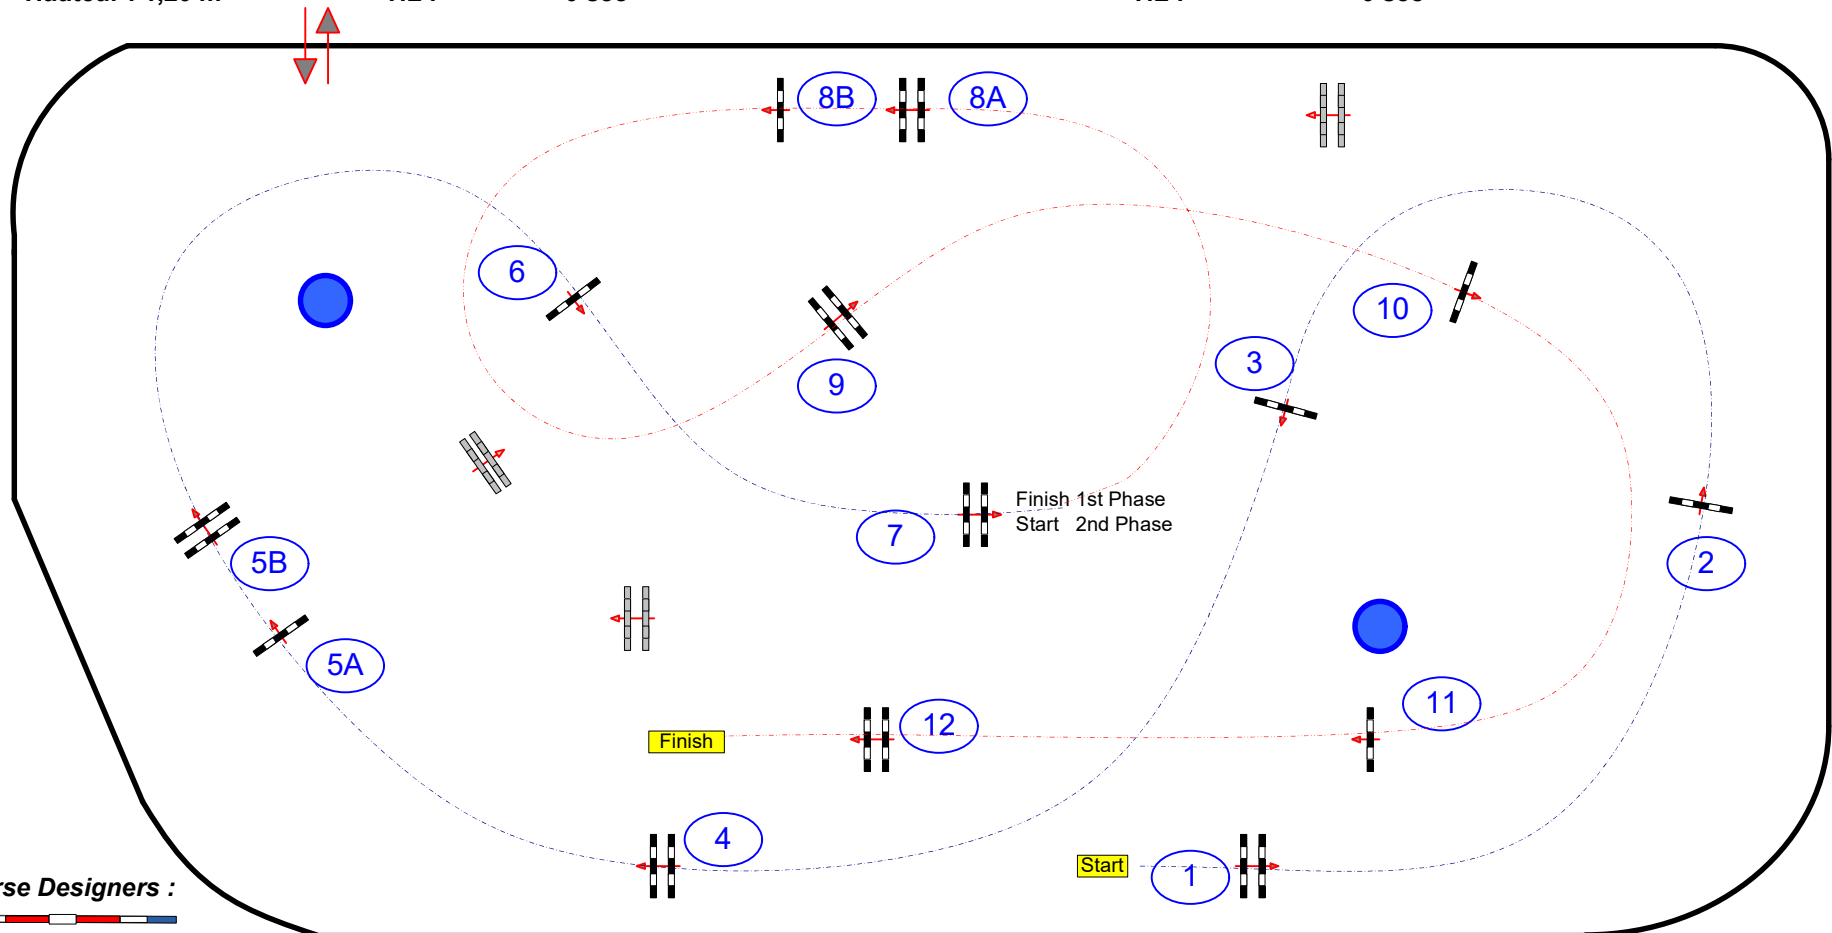 8B
8A
6
10
3
9
Finish 1st Phase
Start 2nd Phase
7
5B
2
5A
11
12
Finish
4
Start
1
rse Designers :